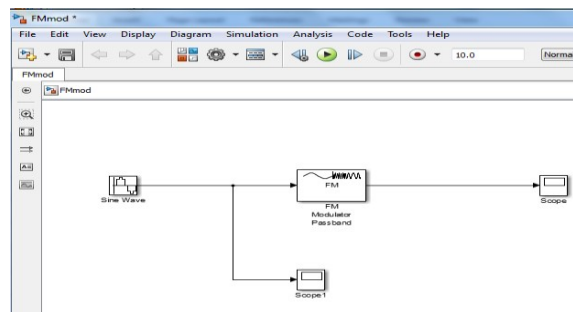 FMmod *
File Edit View Display Diagram Simulation Analysis Code Tools Help
10.0 Norma
FMmod
FMmod
FM
Sine Wave
FM
Modulator
Passband
Scope
Scope1